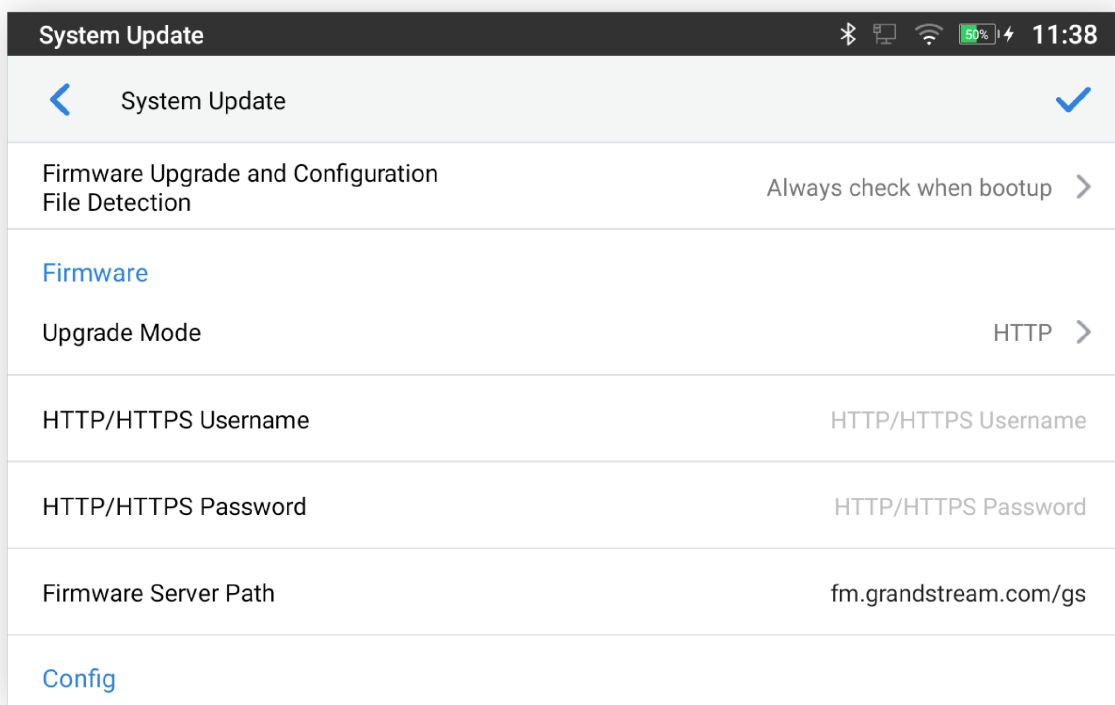 System Update
50%
11:38
System Update
Firmware Upgrade and Configuration
File Detection
Always check when bootup
Firmware
Upgrade Mode
HTTP
HTTP/HTTPS Username
HTTP/HTTPS Username
HTTP/HTTPS Password
HTTP/HTTPS Password
Firmware Server Path
fm.grandstream.com/gs
Config